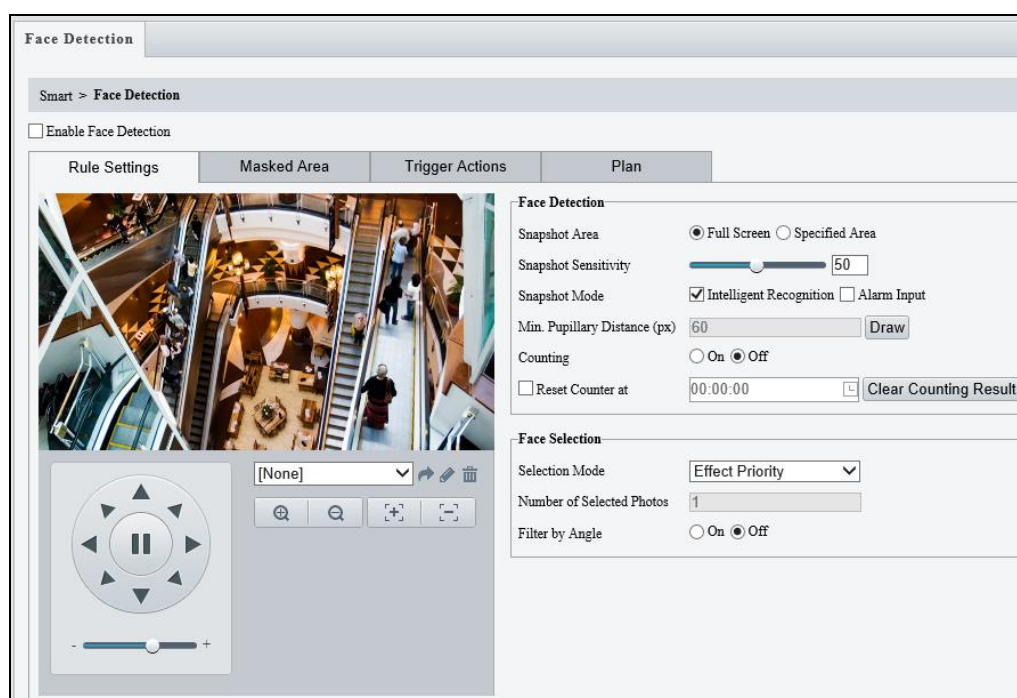 Face Detection
Smart > Face Detection
Enable Face Detection
Rule Settings Masked Area Trigger Actions Plan
Face Detection
Snapshot Area Full Screen Specified Area
Snapshot Sensitivity 50
Snapshot Mode Intelligent Recognition Alarm Input
Min. Pupillary Distance (px) 60 Draw
Counting On Off
Reset Counter at 00:00:00 Clear Counting Result
Face Selection
[None]
Selection Mode Effect Priority
Number of Selected Photos 1
Filter by Angle On Off
- +